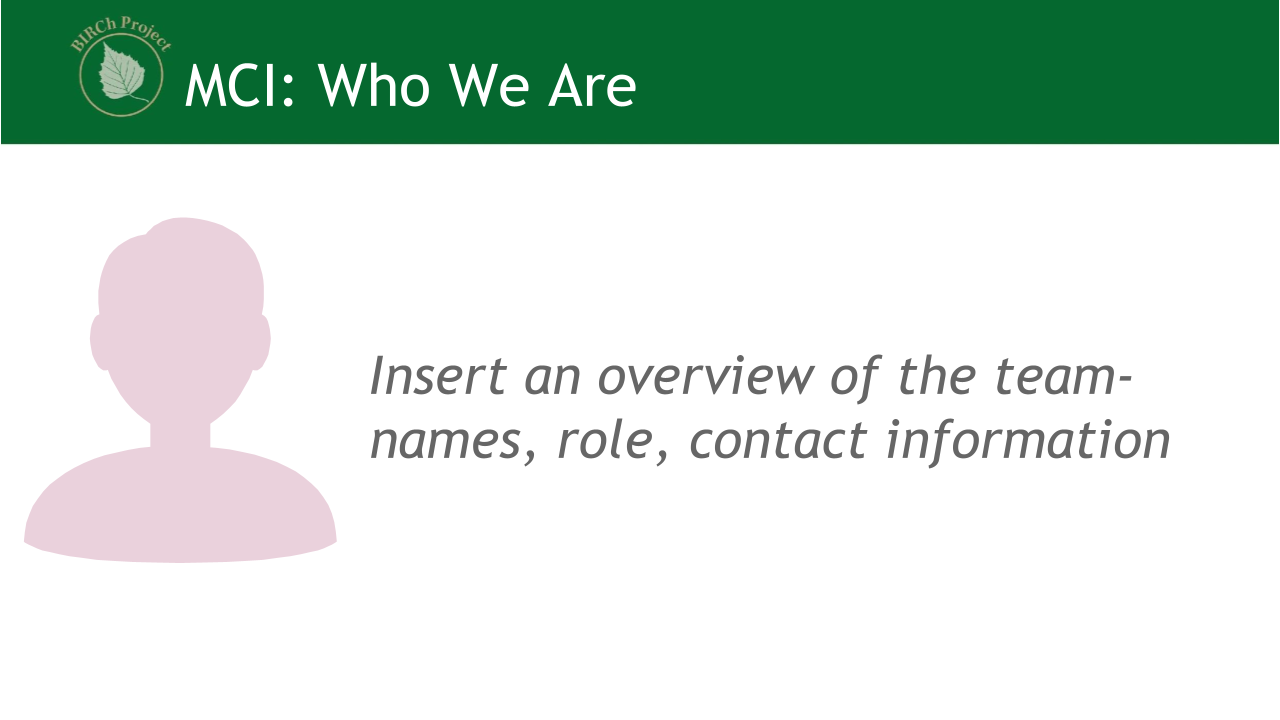 BIRCh Project
MCI: Who We Are
Insert an overview of the team-
names, role, contact information